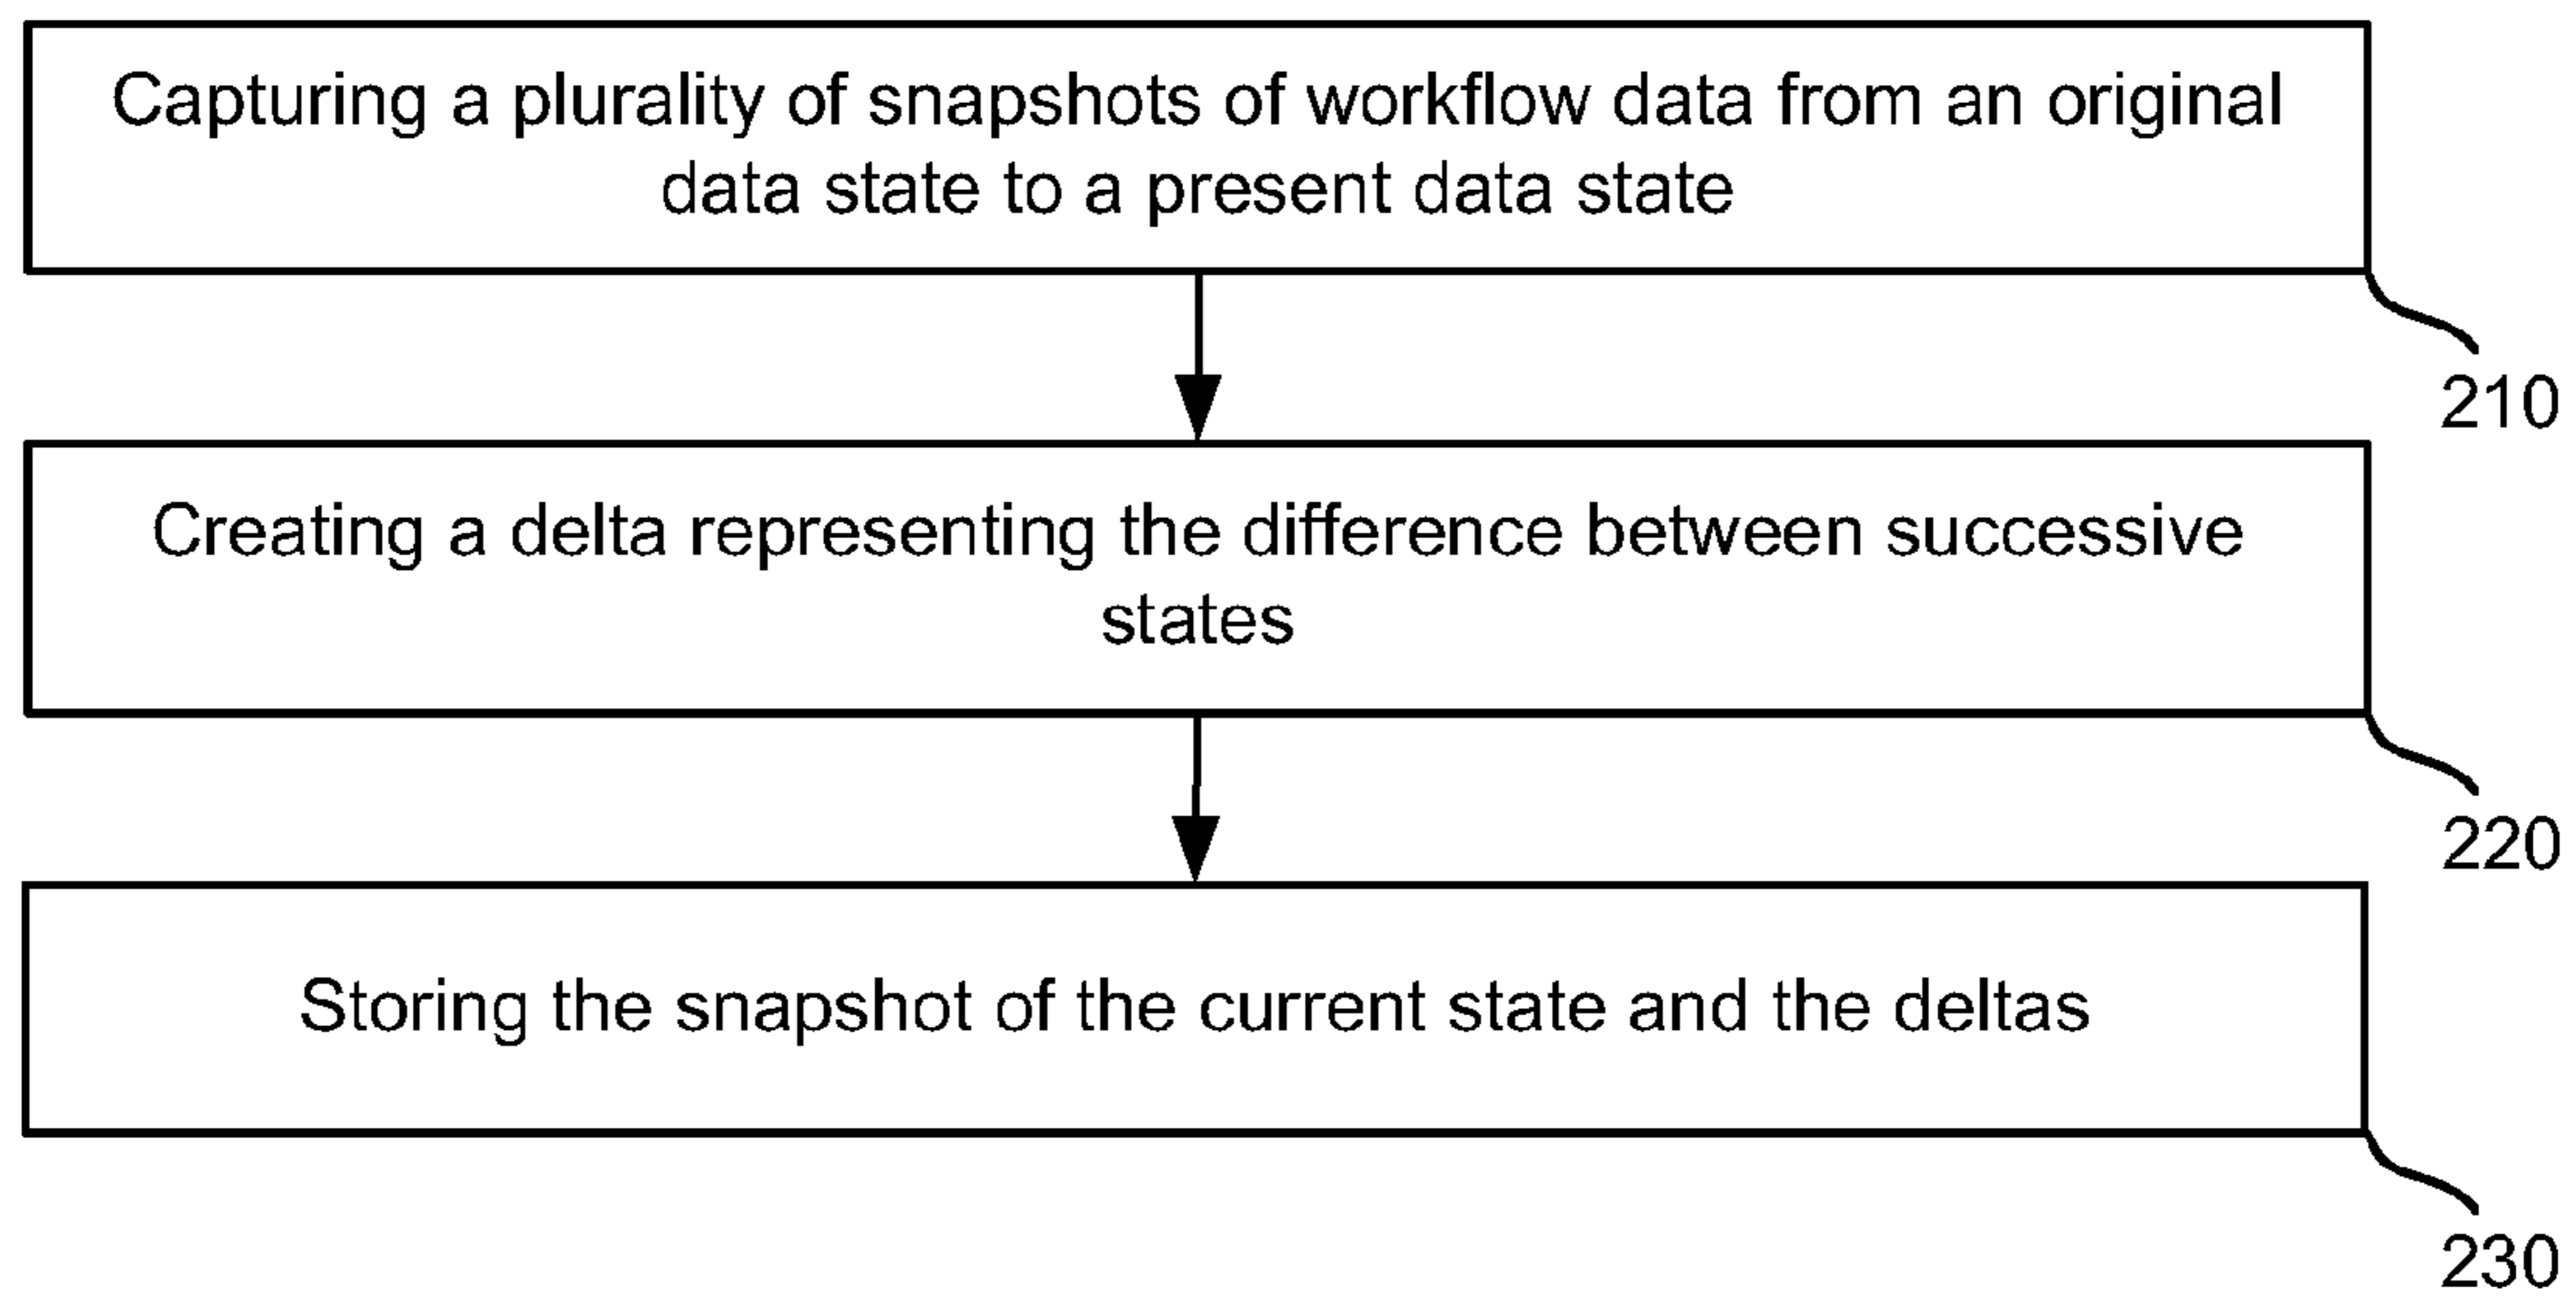 Capturing a plurality of snapshots of workflow data from an original
data state to a present data state
210
Creating a delta representing the difference between successive
states
220
Storing the snapshot of the current state and the deltas
230